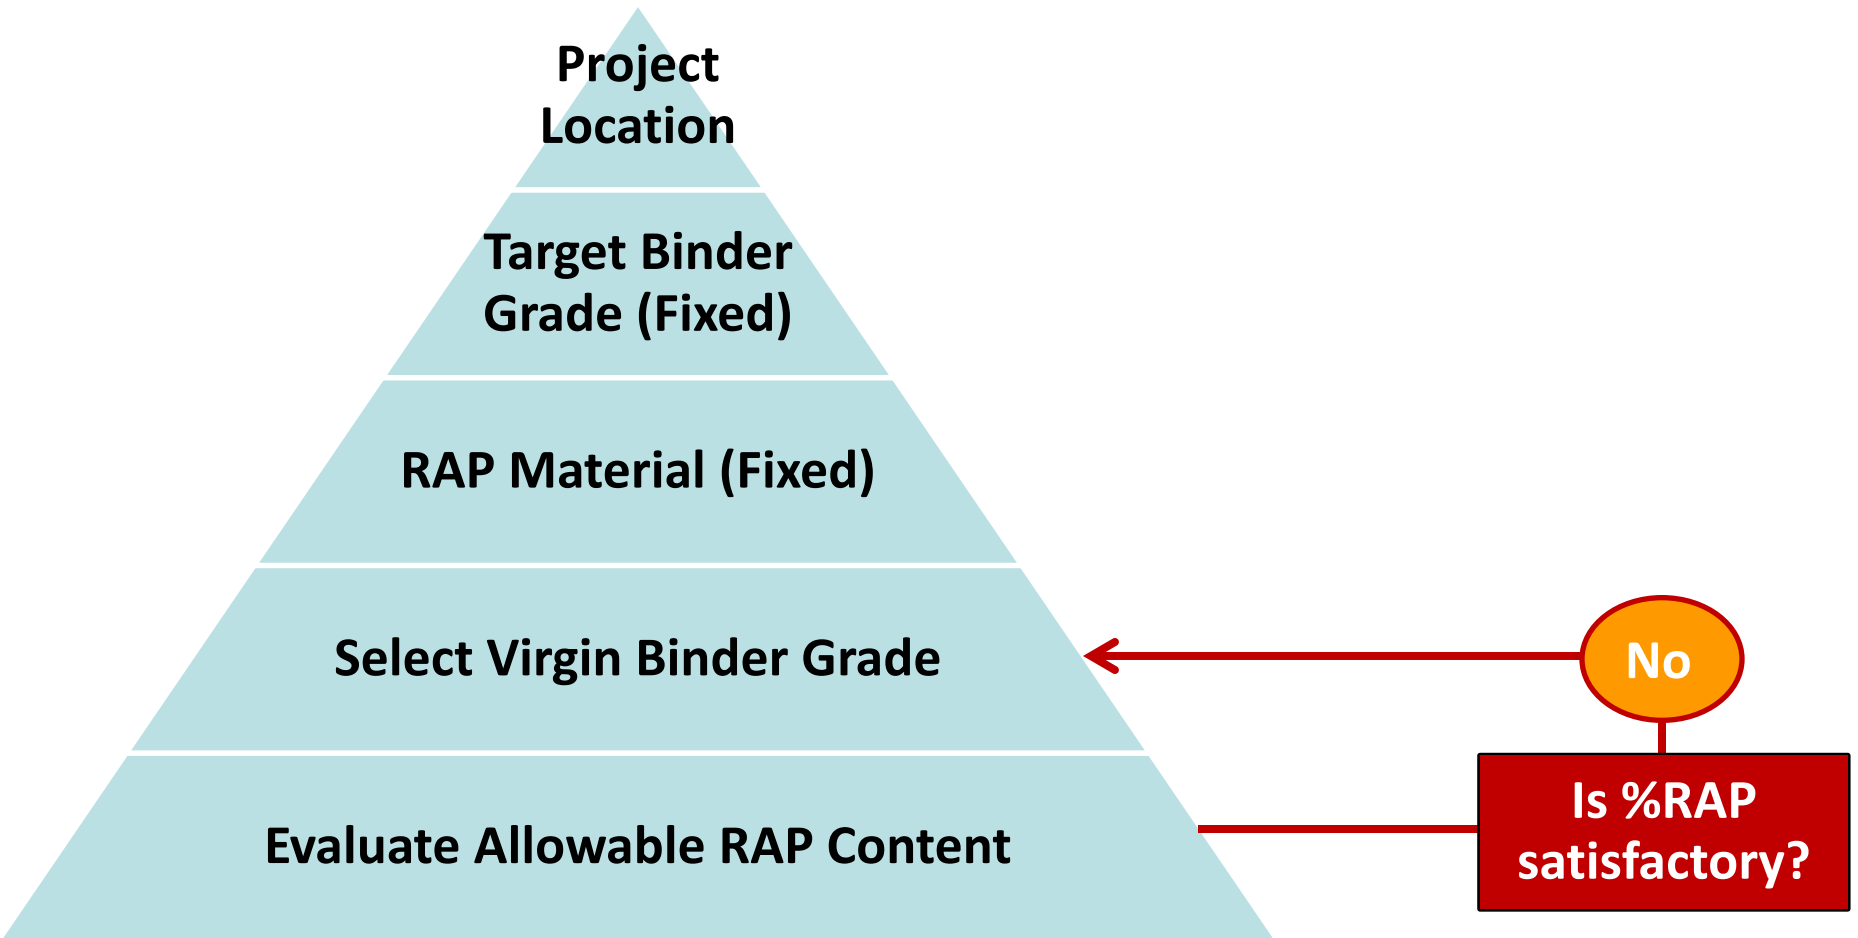 Project
Location
Target Binder
Grade (Fixed)
RAP Material (Fixed)
Select Virgin Binder Grade
No
Evaluate Allowable RAP Content
Is %RAP
satisfactory?